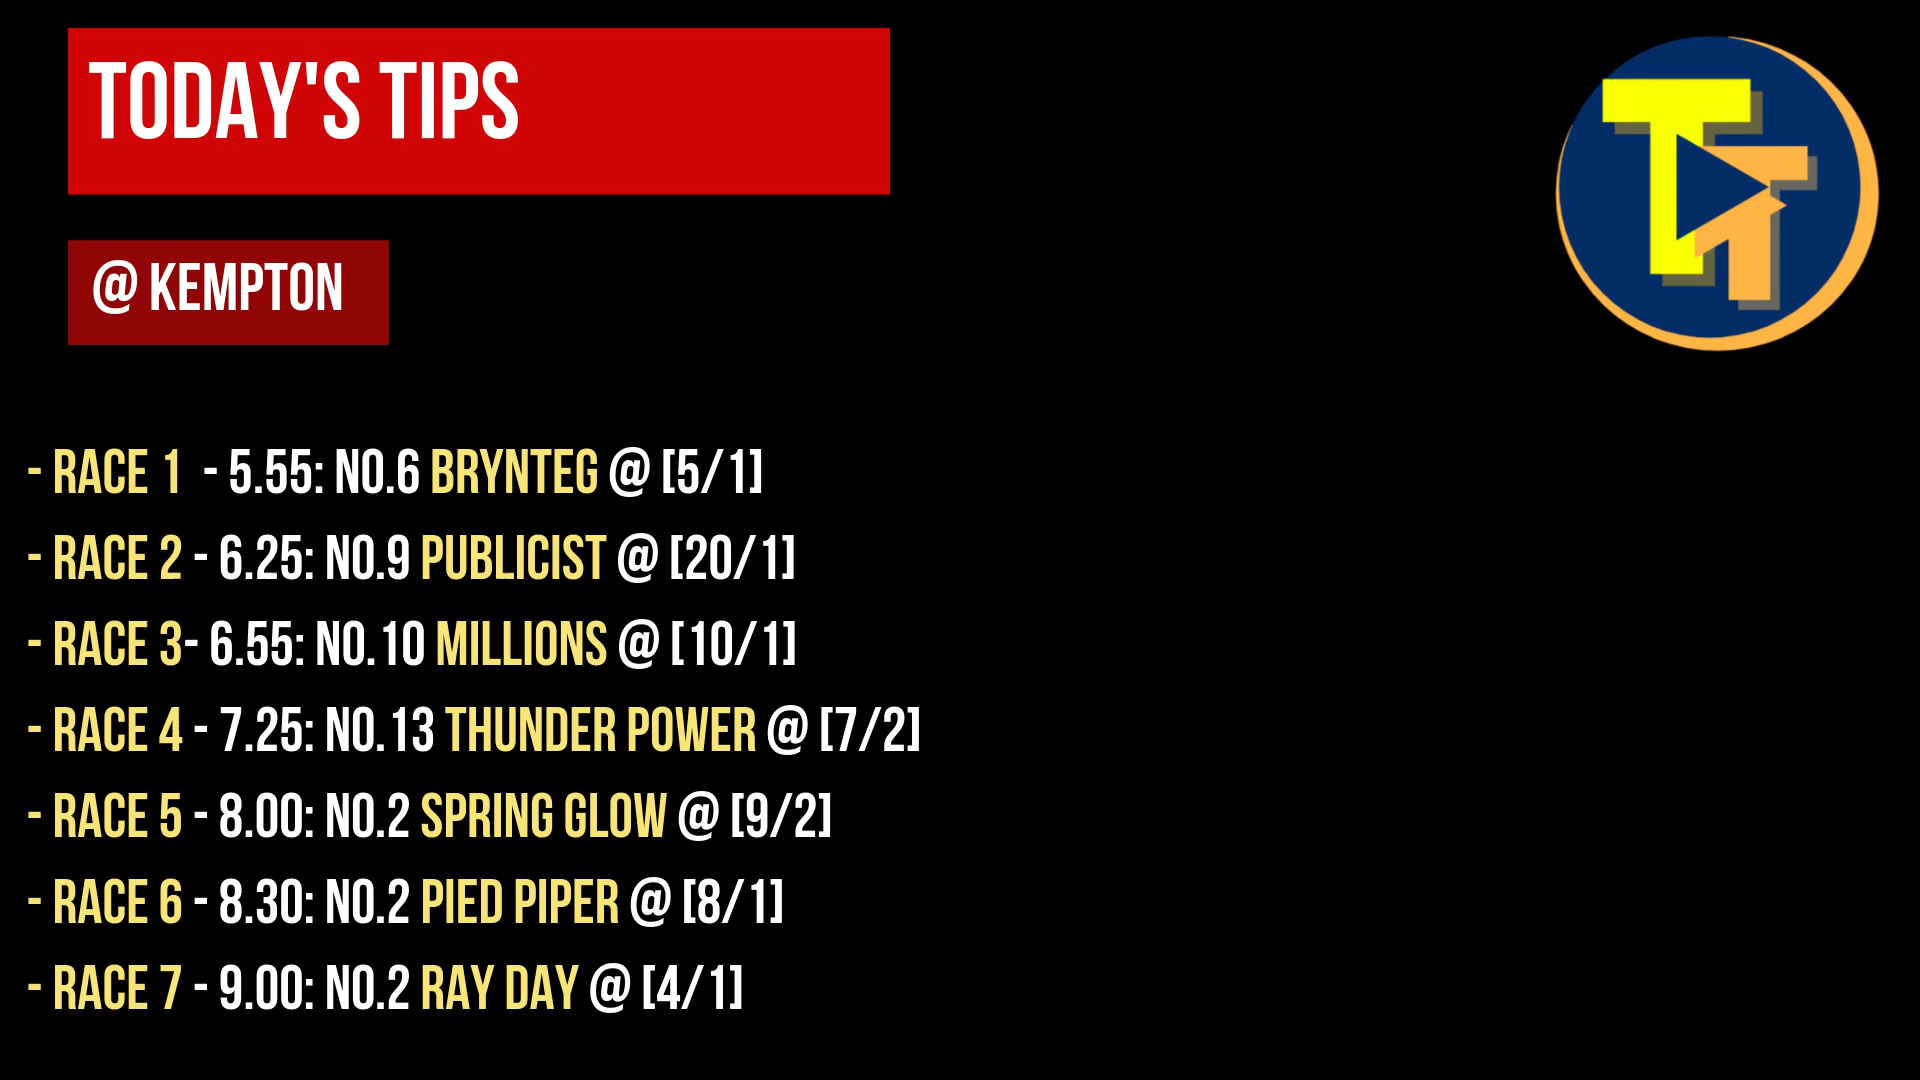 TODAY'S TIPS
@ KEMPTON
- RACE 1 - 5.55: NO.6 BRYNTEG @ [5/1]
- RACE 2 - 6.25: NO.9 PUBLICIST @ [20/1]
- RACE 3- 6.55: NO.10 MILLIONS @ [10/1]
- RACE 4 - 7.25: NO.13 THUNDER POWER @ [7/2]
- RACE 5 - 8.00: NO.2 SPRING GLOW @ [9/2]
- RACE 6 - 8.30: NO.2 PIED PIPER @ [8/1]
- RACE 7 - 9.00: NO.2 RAY DAY @ [4/1]